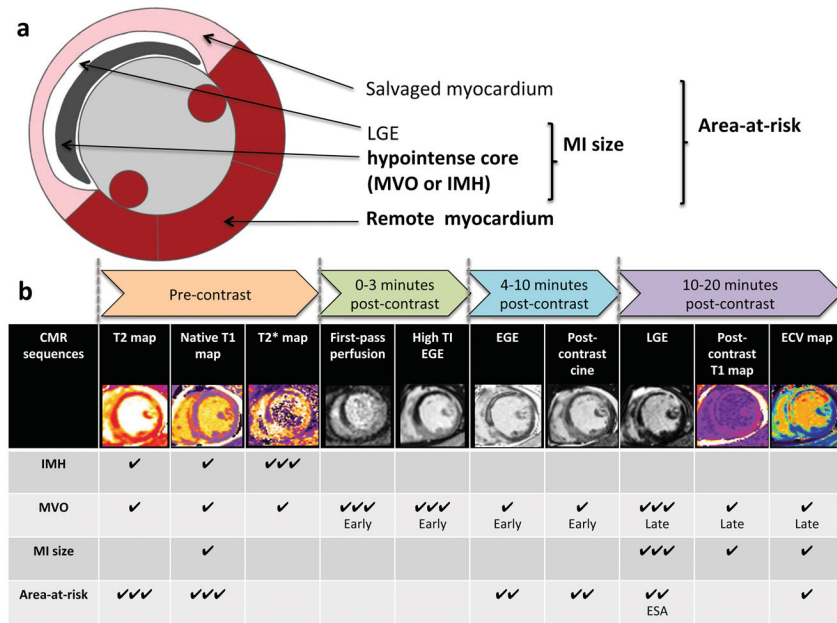 a
Salvaged myocardium
LGE
hypointense core
(MVO or IMH)
MI size
Area-at-risk
Remote myocardium
b
Pre-contrast
0-3 minutes
post-contrast
4-10 minutes
post-contrast
10-20 minutes
post-contrast
CMR
sequences
T2 map
Native T1
map
T2* map
First-pass
perfusion
High TI
EGE
EGE
Post-
contrast
cine
LGE
Post-
contrast
T1 map
ECV map
IMH ✔ ✔ ✔✔✔
MVO ✔ ✔ ✔ ✔✔✔ ✔✔✔ ✔ ✔ ✔✔✔ ✔ ✔
Early Early Early Early Late Late Late
MI size ✔ ✔✔✔ ✔ ✔
Area-at-risk ✔✔✔ ✔✔✔ ✔✔ ✔✔ ✔✔ ✔
ESA